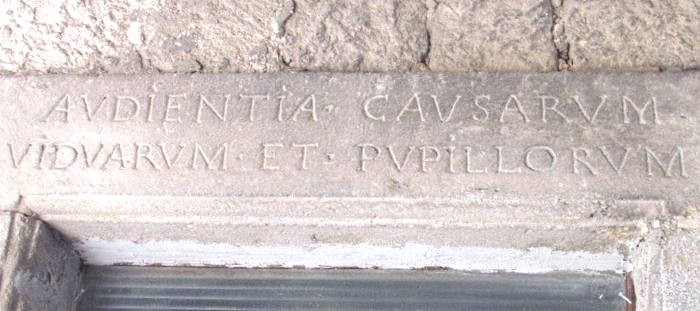 AVDIENTIA · CAVSARVM
VIDVARVM · ET · PVPILLORVM